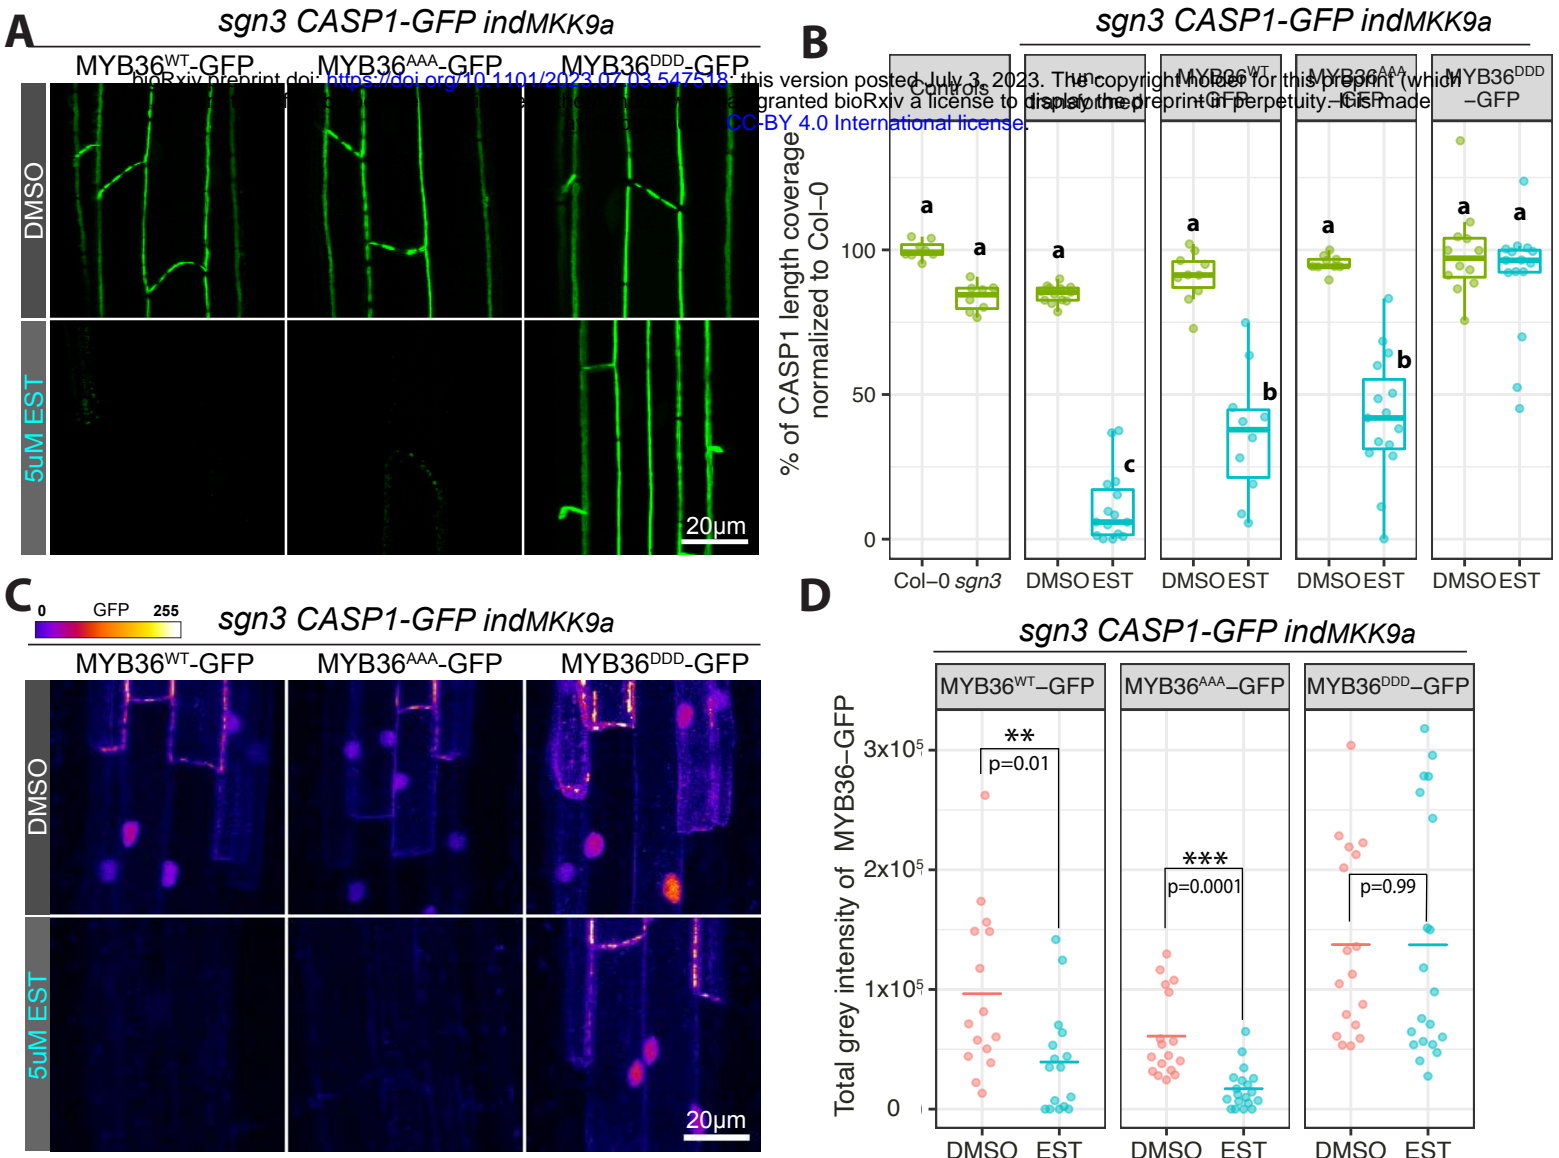 A
sgn3 CASP1-GFP indMKK9a
MYB36WT-GFP MYB36AAA-GFP MYB36DDD-GFP
bioRxiv preprint doi: https://doi.org/10.1101/2023.07.03.547518; this version posted July 3, 2023. The copyright holder for this preprint (which
granted bioRxiv a license to display the preprint in perpetuity. It is made
CC-BY 4.0 International license.
DMSO
5uM EST
20µm
B
sgn3 CASP1-GFP indMKK9a
Controls
un-
transformed
MYB36WT
–GFP
MYB36AAA
–GFP
MYB36DDD
–GFP
% of CASP1 length coverage
normalized to Col–0
100
50
0
a a a c a b a b a a
Col–0 sgn3 DMSO EST DMSO EST DMSO EST DMSO EST
C
0 GFP 255
sgn3 CASP1-GFP indMKK9a
MYB36WT-GFP MYB36AAA-GFP MYB36DDD-GFP
DMSO
5uM EST
20µm
D
sgn3 CASP1-GFP indMKK9a
MYB36WT–GFP MYB36AAA–GFP MYB36DDD–GFP
Total grey intensity of MYB36–GFP
3x105
2x105
1x105
0
**
p=0.01
***
p=0.0001
p=0.99
DMSO EST DMSO EST DMSO EST